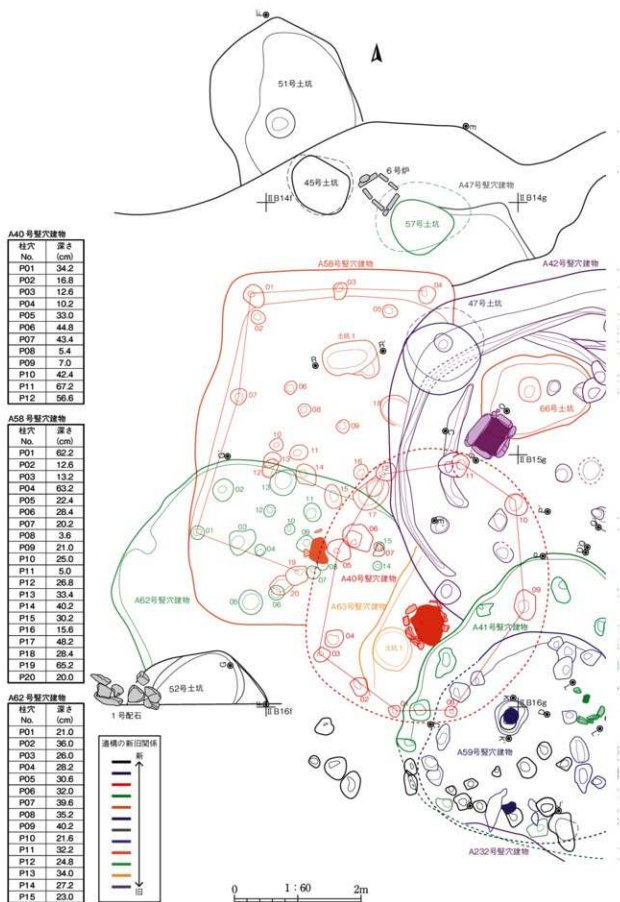 51号土坑
45号土坑
6号炉
A47号竪穴建物
57号土坑
ⅡB14f
ⅡB14g
A58号竪穴建物
A42号竪穴建物
47号土坑
土坑1
66号土坑
ⅡB15g
A40号竪穴建物
A62号竪穴建物
A63号竪穴建物
土坑1
A41号竪穴建物
52号土坑
1号配石
ⅡB16f
ⅡB16g
A59号竪穴建物
A232号竪穴建物
A40号竪穴建物
柱穴 深さ
No. (cm)
P01 34.2
P02 16.8
P03 12.6
P04 10.2
P05 33.0
P06 44.8
P07 43.4
P08 5.4
P09 7.0
P10 42.4
P11 67.2
P12 56.6
A58号竪穴建物
柱穴 深さ
No. (cm)
P01 62.2
P02 12.6
P03 13.2
P04 63.2
P05 22.4
P06 28.4
P07 20.2
P08 3.6
P09 21.0
P10 25.0
P11 5.0
P12 26.8
P13 33.4
P14 40.2
P15 30.2
P16 15.6
P17 48.2
P18 28.4
P19 65.2
P20 20.0
A62号竪穴建物
柱穴 深さ
No. (cm)
P01 21.0
P02 36.0
P03 26.0
P04 28.2
P05 30.6
P06 32.0
P07 39.6
P08 35.2
P09 40.2
P10 21.6
P11 32.2
P12 24.8
P13 34.0
P14 27.2
P15 23.0
遺構の新旧関係
新
旧
0 1:60 2m